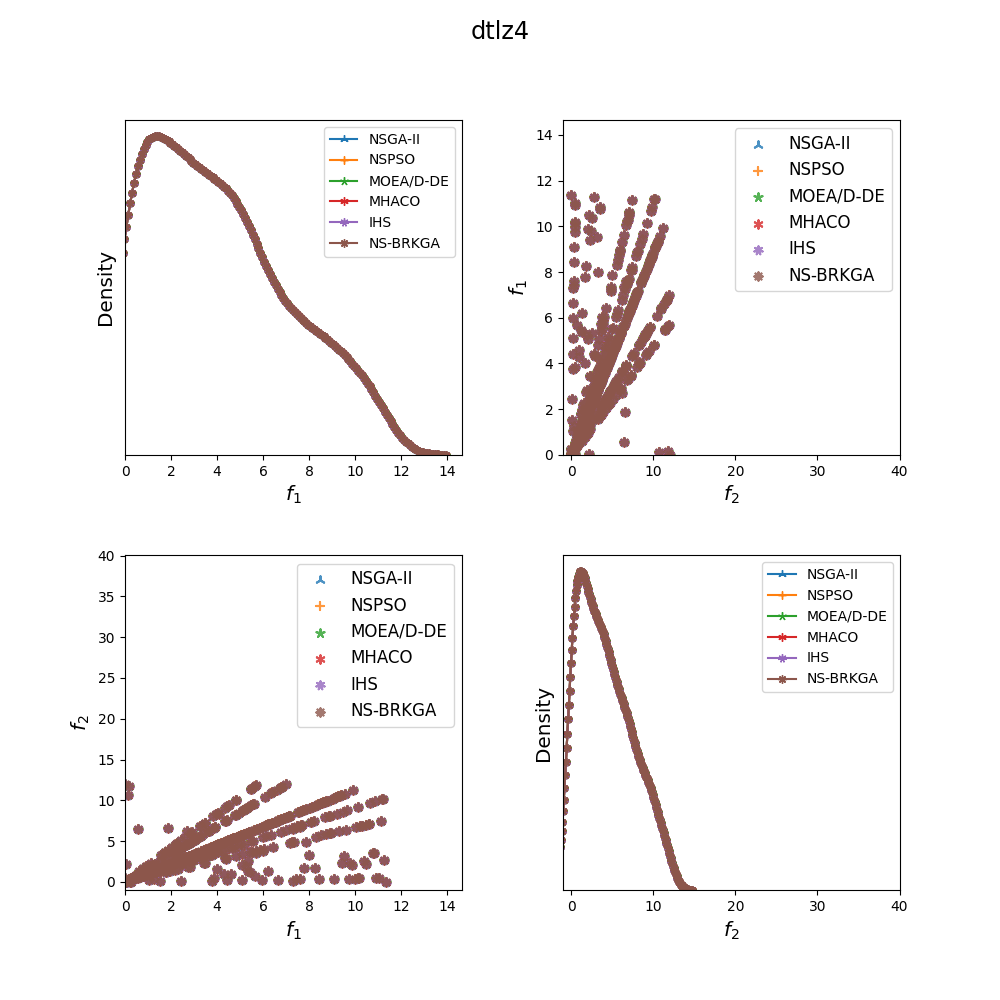 dtlz4
Density
NSGA-II
NSPSO
MOEA/D-DE
MHACO
IHS
NS-BRKGA
0 2 4 6 8 10 12 14
f1
f1
14
12
10
8
6
4
2
0
NSGA-II
NSPSO
MOEA/D-DE
MHACO
IHS
NS-BRKGA
0 10 20 30 40
f2
f2
40
35
30
25
20
15
10
5
0
NSGA-II
NSPSO
MOEA/D-DE
MHACO
IHS
NS-BRKGA
0 2 4 6 8 10 12 14
f1
Density
NSGA-II
NSPSO
MOEA/D-DE
MHACO
IHS
NS-BRKGA
0 10 20 30 40
f2